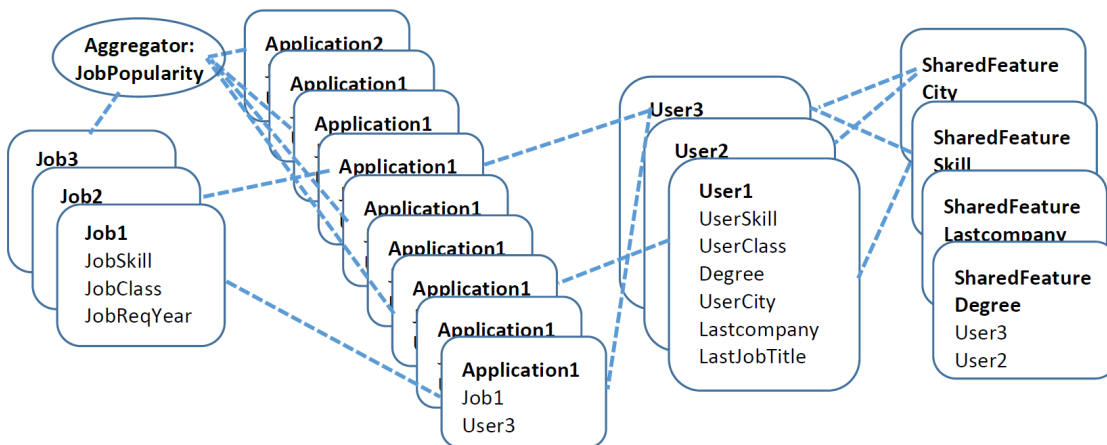 Aggregator:
JobPopularity
Job3
Job2
Job1
JobSkill
JobClass
JobReqYear
Application2
Application1
Application1
Application1
Application1
Application1
Application1
Application1
Application1
Job1
User3
User3
User2
User1
UserSkill
UserClass
Degree
UserCity
Lastcompany
LastJobTitle
SharedFeature
City
SharedFeature
Skill
SharedFeature
Lastcompany
SharedFeature
Degree
User3
User2